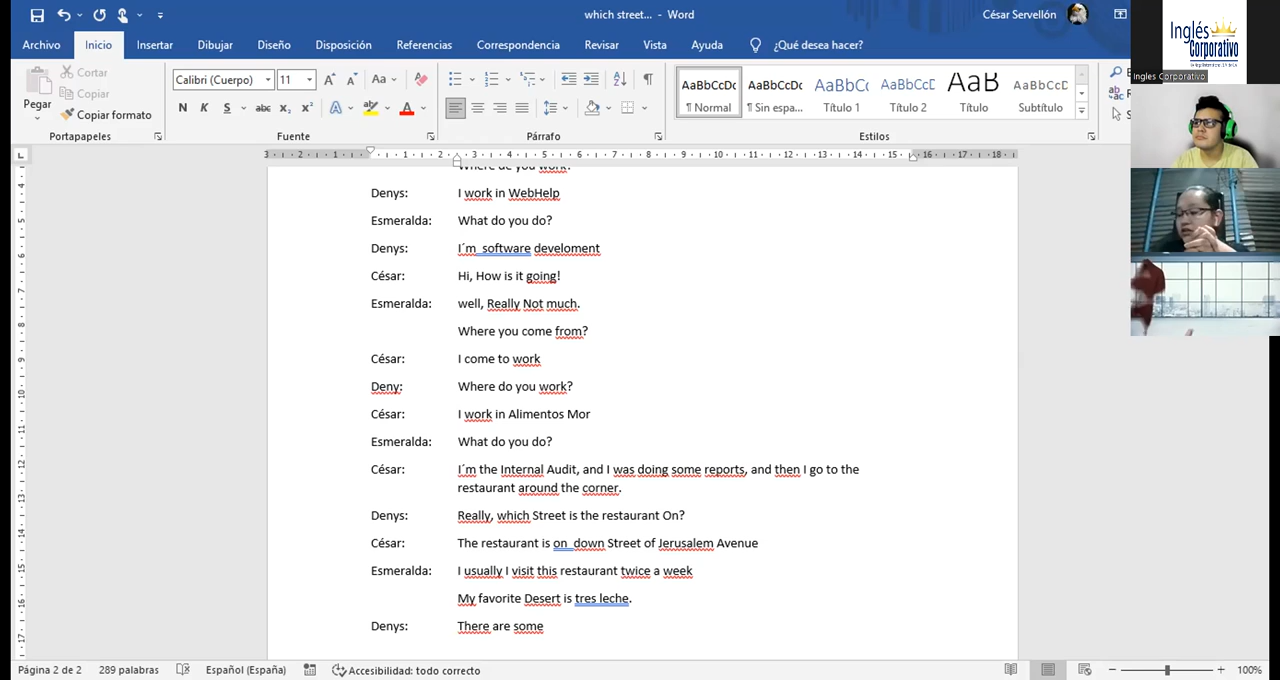 which street... - Word
César Servellón
Archivo Inicio Insertar Dibujar Diseño Disposición Referencias Correspondencia Revisar Vista Ayuda ¿Qué desea hacer?
Inglés
Corporativo
Ingles Corporativo
Pegar
Cortar
Copiar
Copiar formato
Portapapeles
Calibri (Cuerpo) 11
Fuente
Párrafo
AaBbCcDc AaBbCcDc AaBbCc AaBbCcD AaB AaBbCcD
¶ Normal ¶ Sin espa... Título 1 Título 2 Título Subtítulo
Estilos
Where de you work?
Denys: I work in WebHelp
Esmeralda: What do you do?
Denys: I´m  software develoment
César: Hi, How is it going!
Esmeralda: well, Really Not much.
Where you come from?
César: I come to work
Deny: Where do you work?
César: I work in Alimentos Mor
Esmeralda: What do you do?
César: I´m the Internal Audit, and I was doing some reports, and then I go to the
restaurant around the corner.
Denys: Really, which Street is the restaurant On?
César: The restaurant is on  down Street of Jerusalem Avenue
Esmeralda: I usually I visit this restaurant twice a week
My favorite Desert is tres leche.
Denys: There are some
Página 2 de 2 289 palabras Español (España) Accesibilidad: todo correcto 100%